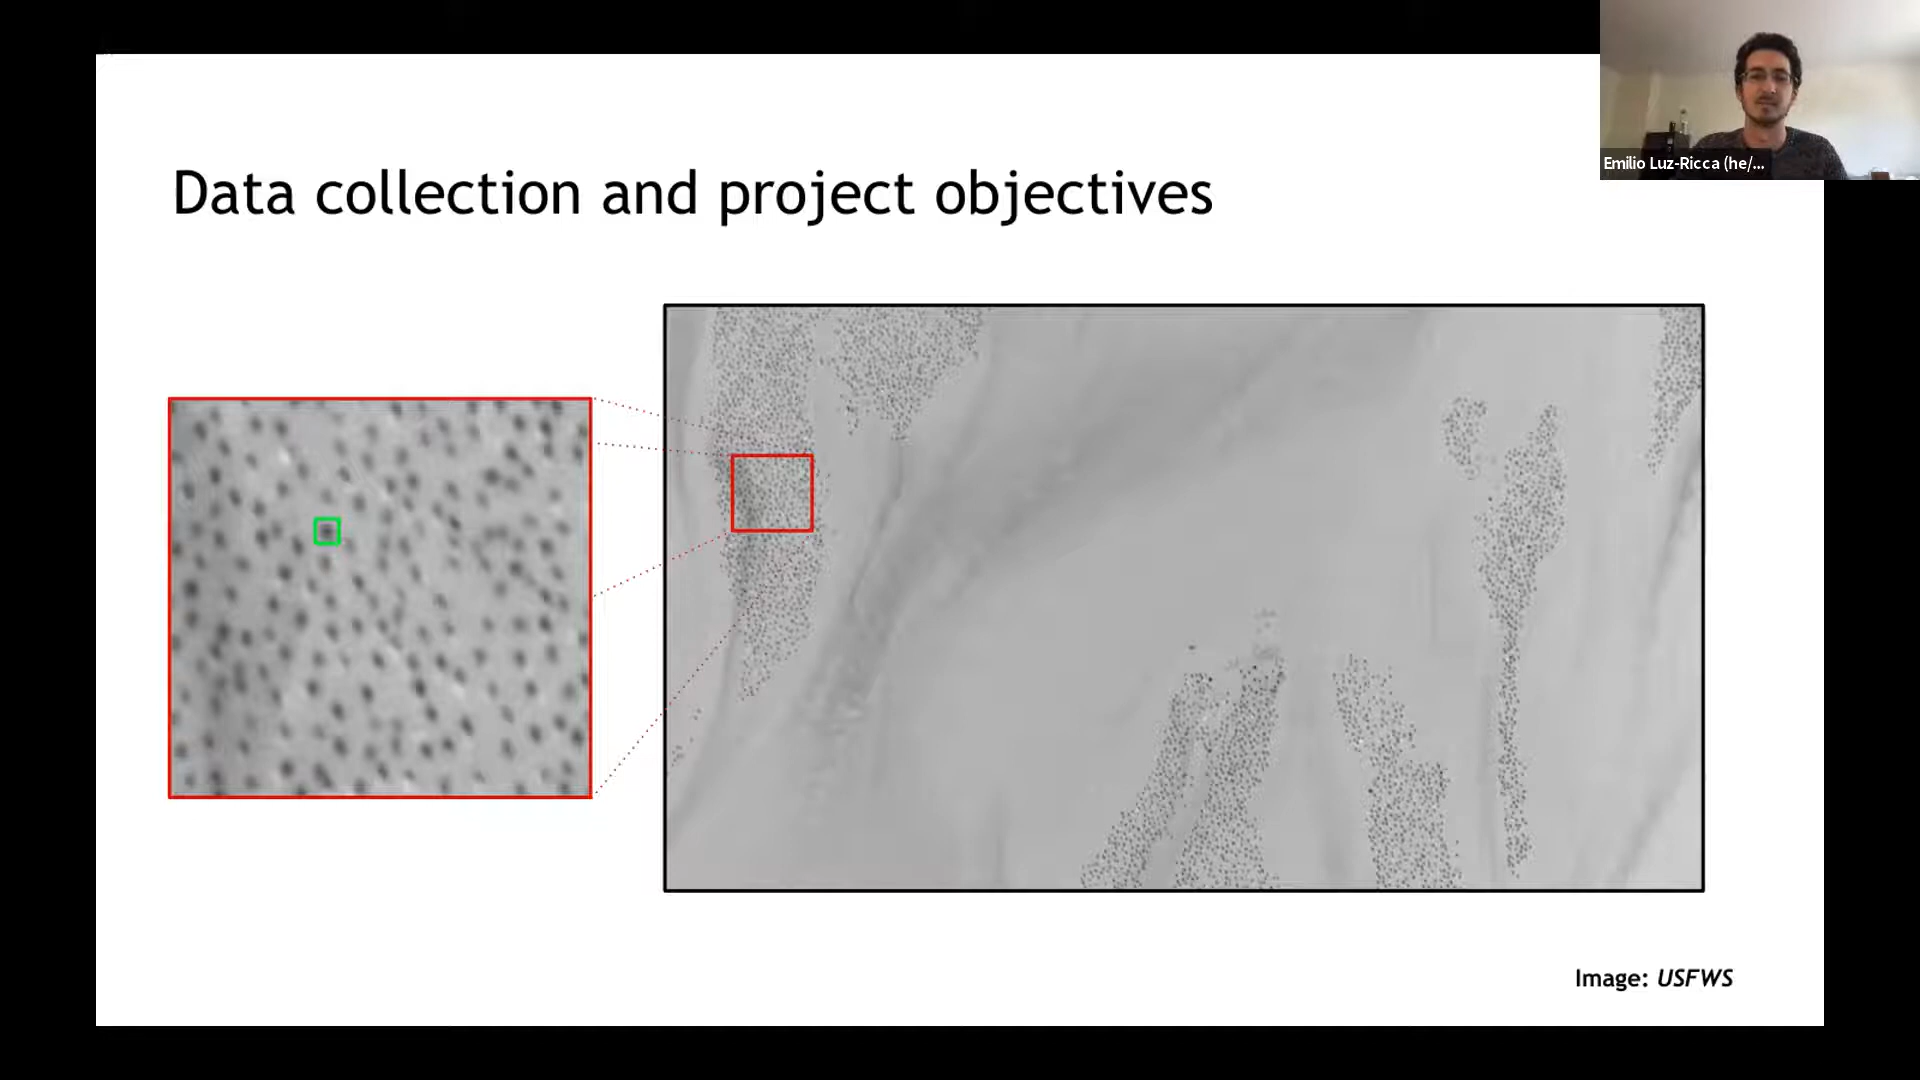 Emilio Luz-Ricca (he/...
Data collection and project objectives
Image: USFWS